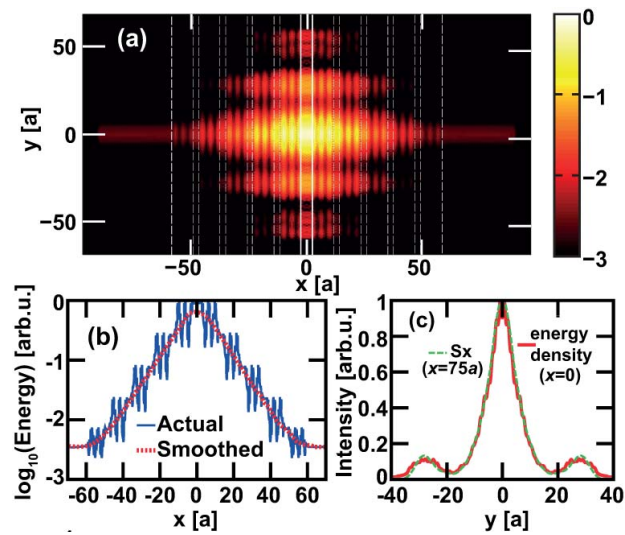 (a)
y [a]
50
0
−50
−50
0
50
x [a]
0
−1
−2
−3
(b)
log₁₀(Energy) [arb.u.]
0
-1
-2
-3
Actual
Smoothed
-60 -40 -20 0 20 40 60
x [a]
(c)
Intensity [arb.u.]
1
0.8
0.6
0.4
0.2
0
Sx
(x=75a)
energy
density
(x=0)
-40 -20 0 20 40
y [a]